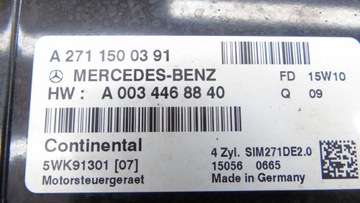 A 271 150 03 91
MERCEDES-BENZ FD 15W10
HW : A 003 446 88 40 Q 09
Continental
5WK91301 [07] 4 Zyl. SIM271DE2.0
Motorsteuergeraet 15056 0665
Made in Germany